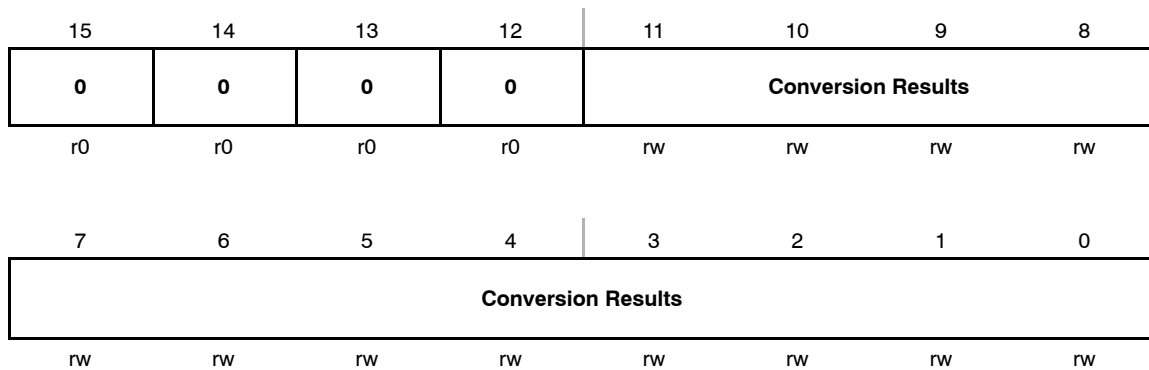 15 14 13 12 11 10 9 8
0 0 0 0 Conversion Results
r0 r0 r0 r0 rw rw rw rw
7 6 5 4 3 2 1 0
Conversion Results
rw rw rw rw rw rw rw rw